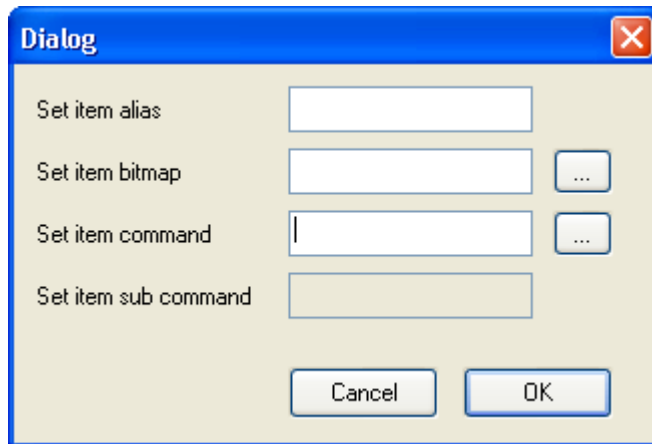 Dialog
Set item alias
Set item bitmap
...
Set item command
...
Set item sub command
Cancel
OK